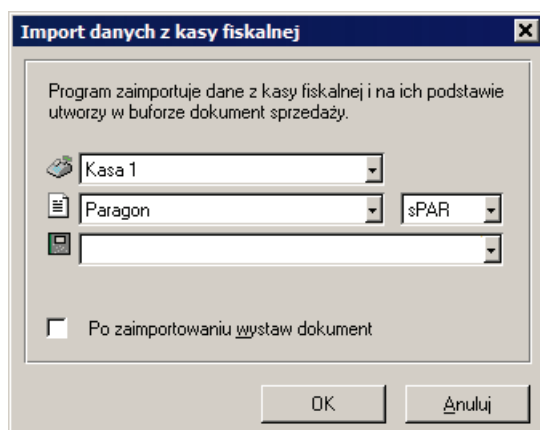 Import danych z kasy fiskalnej
Program zaimportuje dane z kasy fiskalnej i na ich podstawie
utworzy w buforze dokument sprzedaży.
Kasa 1
Paragon sPAR
Po zaimportowaniu wystaw dokument
OK Anuluj